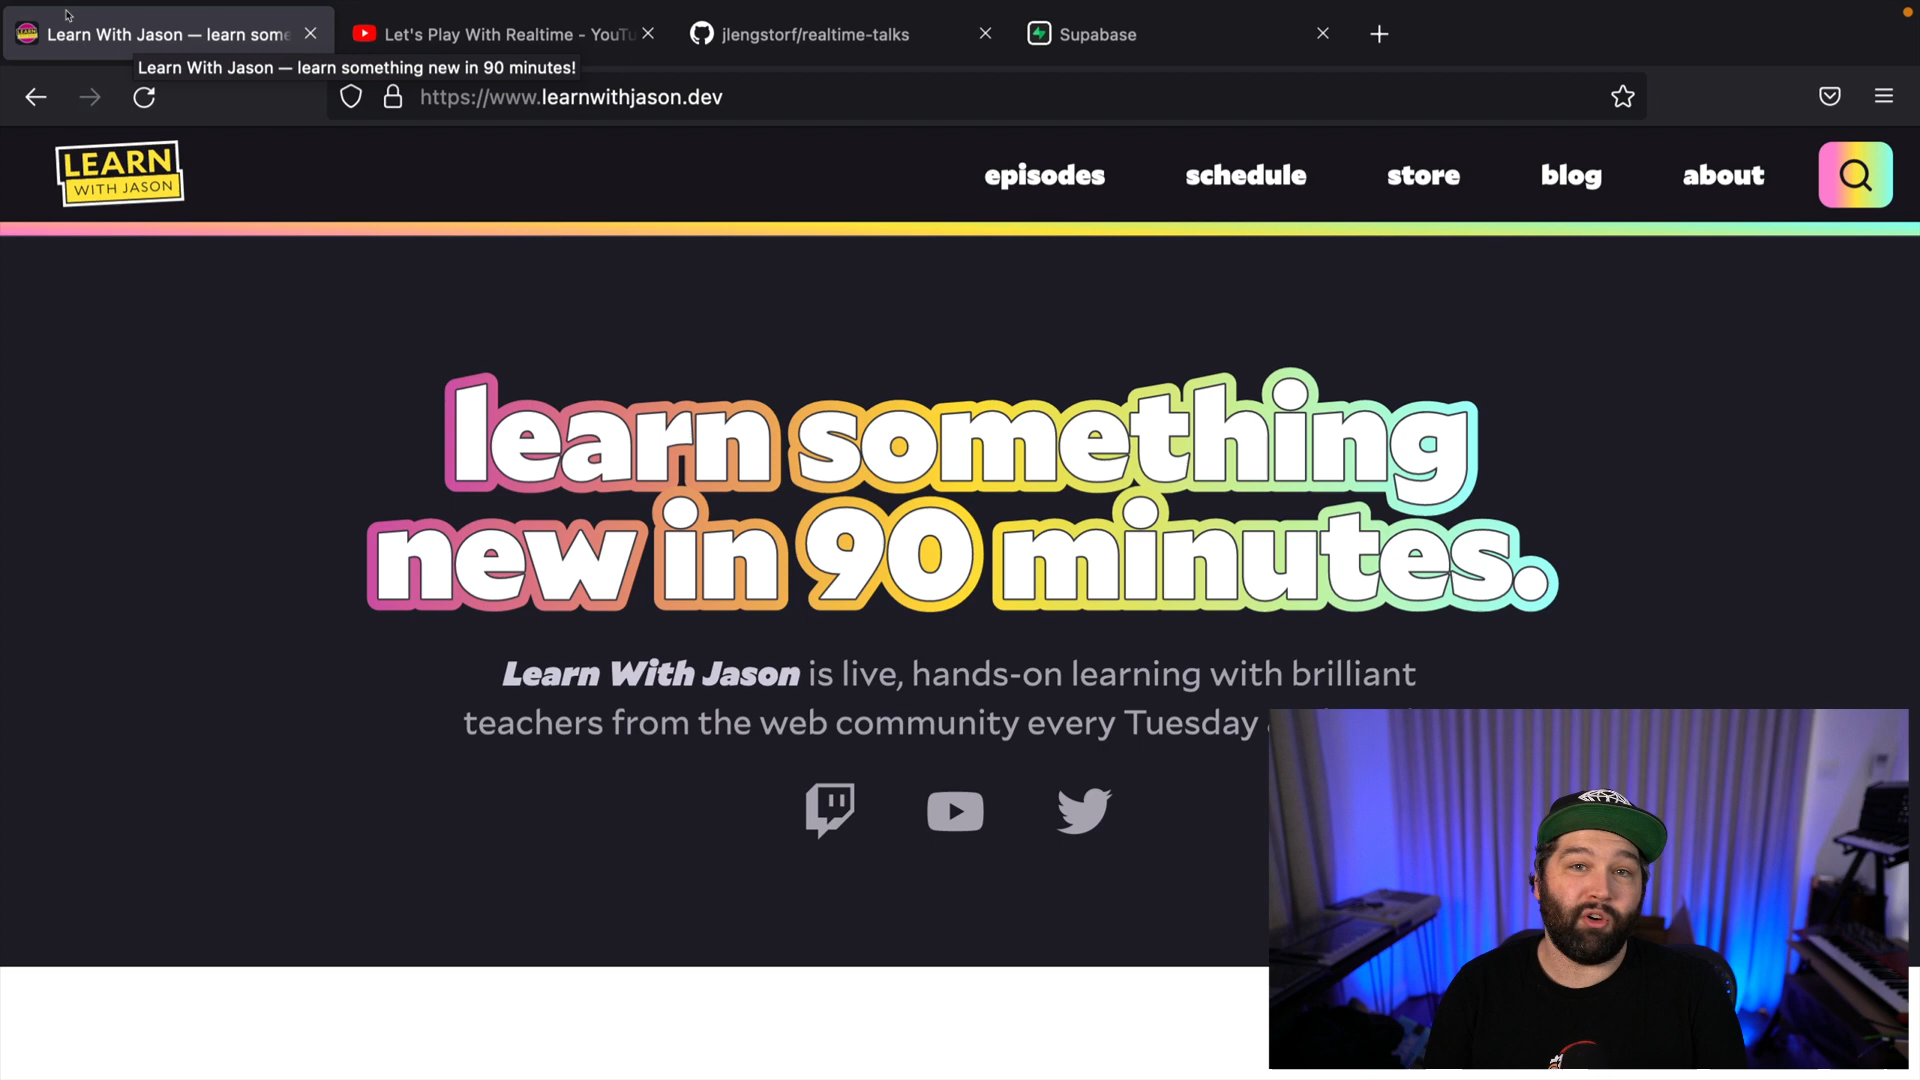 Learn With Jason — learn some
Let's Play With Realtime - YouTu
jlengstorf/realtime-talks
Supabase
Learn With Jason — learn something new in 90 minutes!
https://www.learnwithjason.dev
LEARN
WITH JASON
episodes
schedule
store
blog
about
learn something
new in 90 minutes.
Learn With Jason is live, hands-on learning with brilliant
teachers from the web community every Tuesday